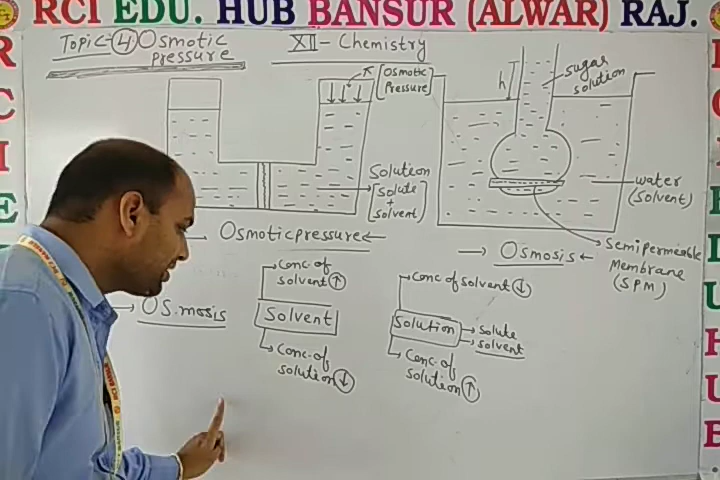 RCI EDU. HUB BANSUR (ALWAR) RAJ.
Topic-4 Osmotic Pressure
XII - Chemistry
π [Osmotic Pressure]
h
sugar solution
Solution
[Solute + Solvent]
water (Solvent)
→ Osmotic pressure ←
→ Osmosis ←
Semipermeable Membrane (SPM)
→ OS.mosis
Conc of solvent ↑
Solvent
Conc. of solution ↓
Conc of Solvent ↓
Solution
→ Solute
→ solvent
Conc. of Solution ↑
R
C
I
E
U
H
U
B